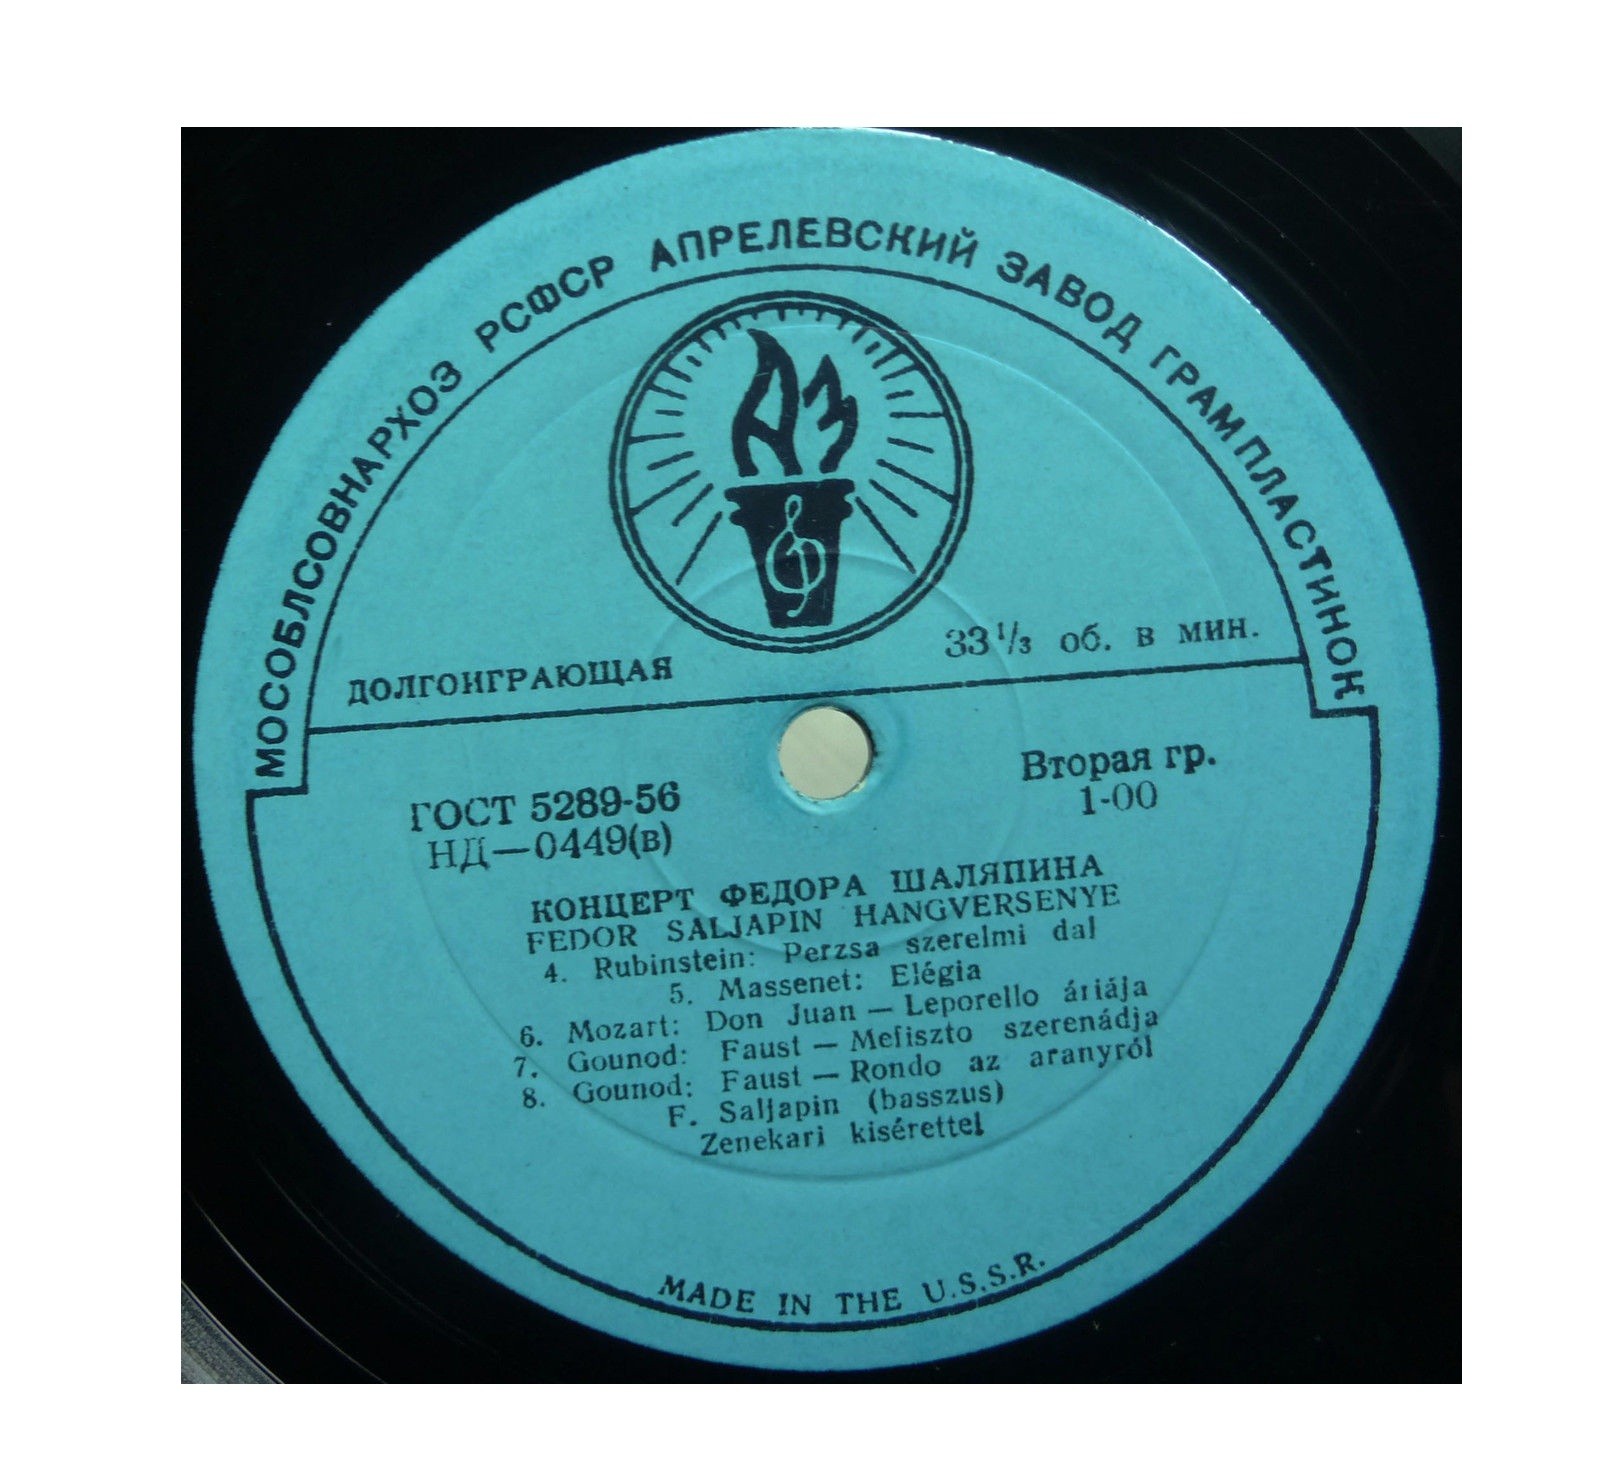 МОСОБЛСОВНАРХОЗ РСФСР АПРЕЛЕВСКИЙ ЗАВОД ГРАМПЛАСТИНОК
АЗ
ДОЛГОИГРАЮЩАЯ
33⅓ об. в мин.
ГОСТ 5289-56
НД—0449(в)
Вторая гр.
1-00
КОНЦЕРТ ФЕДОРА ШАЛЯПИНА
FEDOR SALJAPIN HANGVERSENYE
4. Rubinstein: Perzsa szerelmi dal
5. Massenet: Elégia
6. Mozart: Don Juan — Leporello áriája
7. Gounod: Faust — Mefiszto szerenádja
8. Gounod: Faust — Rondo az aranyról
F. Saljapin (basszus)
Zenekari kisérettel
MADE IN THE U.S.S.R.